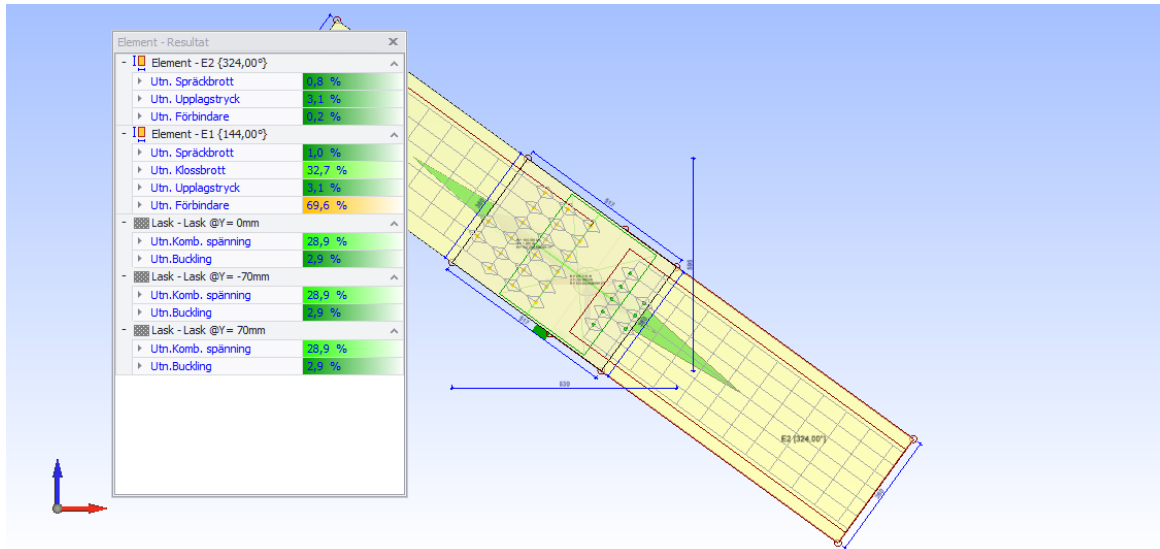 Element - Resultat
Element - E2 {324,00°}
Utn. Spräckbrott 0,8 %
Utn. Upplagstryck 3,1 %
Utn. Förbindare 0,2 %
Element - E1 {144,00°}
Utn. Spräckbrott 1,0 %
Utn. Klossbrott 32,7 %
Utn. Upplagstryck 3,1 %
Utn. Förbindare 69,6 %
Lask - Lask @Y= 0mm
Utn.Komb. spänning 28,9 %
Utn.Buckling 2,9 %
Lask - Lask @Y= -70mm
Utn.Komb. spänning 28,9 %
Utn.Buckling 2,9 %
Lask - Lask @Y= 70mm
Utn.Komb. spänning 28,9 %
Utn.Buckling 2,9 %
517
517
E2 {324,00°}